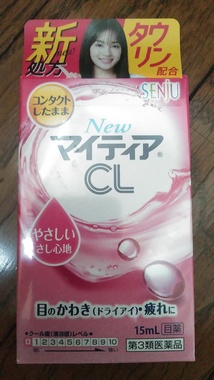 新処方
タウリン
配合
SENJU
コンタクト
したまま
New
マイティア®
CL
やさしい
さし心地
目のかわき(ドライアイ)・疲れに
15mL 目薬
クール感(清涼感)レベル
0 1 2 3 4 5 6 7 8 9 10
第3類医薬品